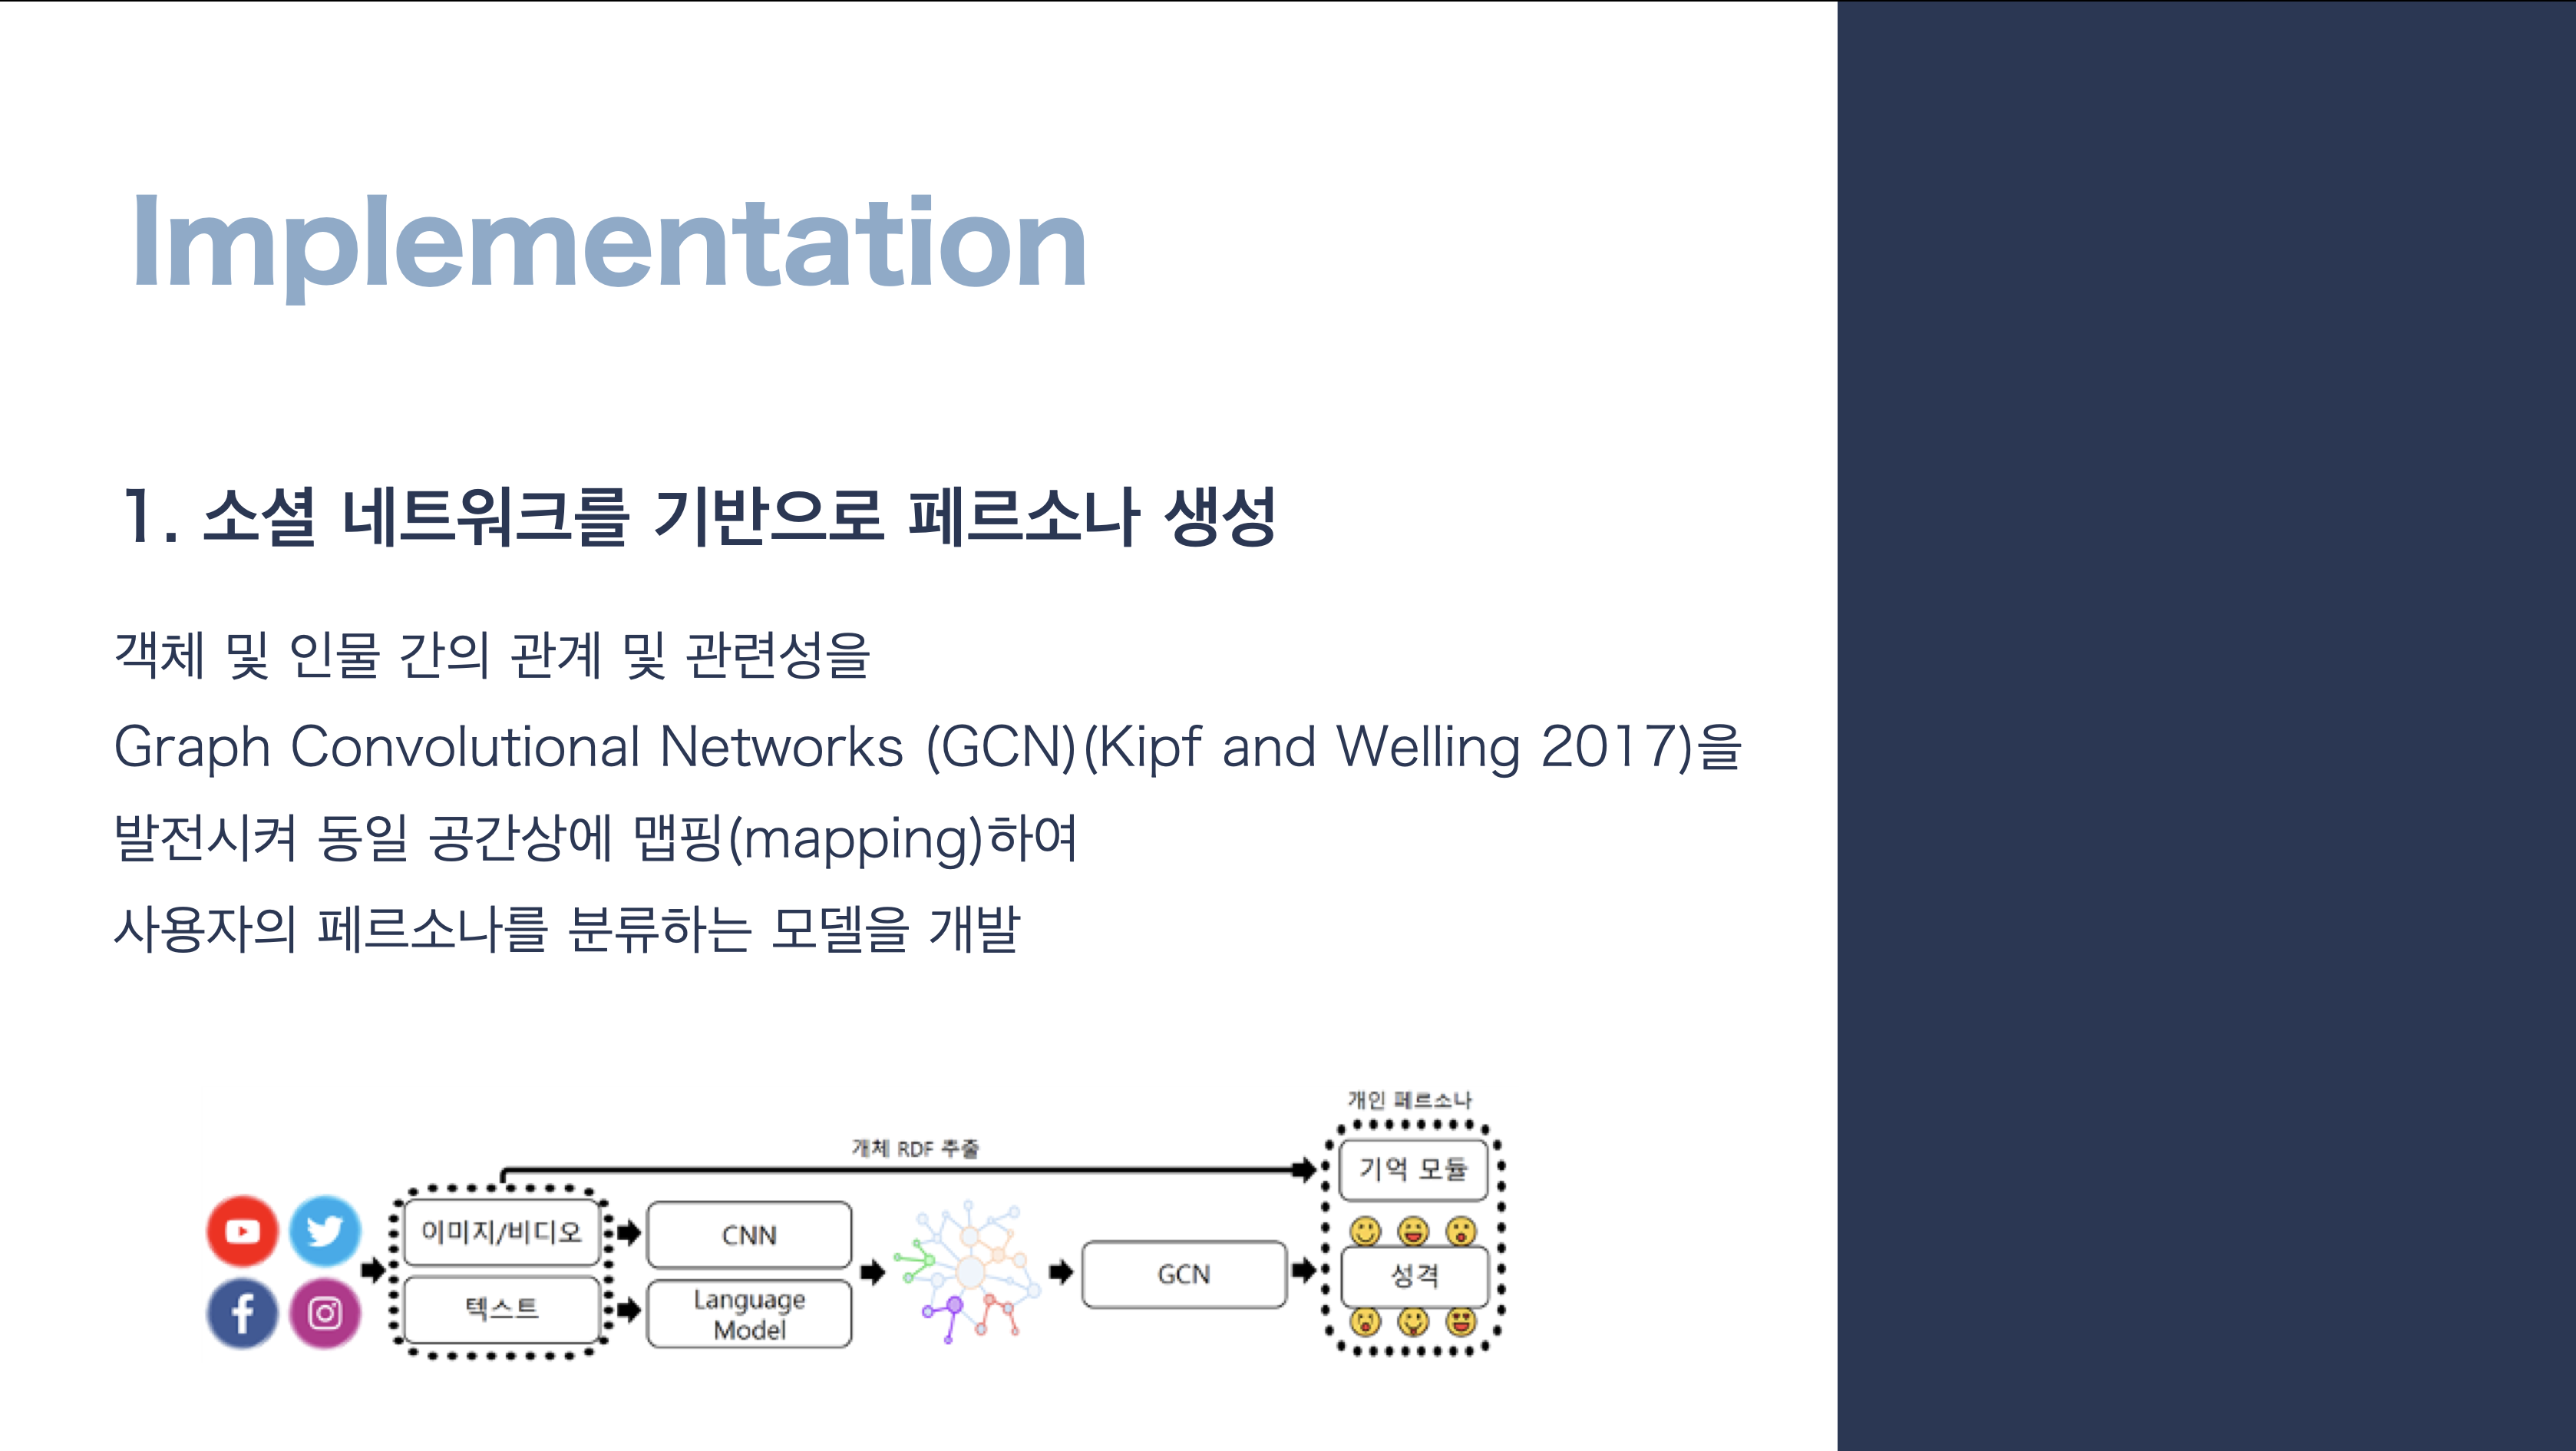 Implementation
1. 소셜 네트워크를 기반으로 페르소나 생성
객체 및 인물 간의 관계 및 관련성을
Graph Convolutional Networks (GCN)(Kipf and Welling 2017)을
발전시켜 동일 공간상에 맵핑(mapping)하여
사용자의 페르소나를 분류하는 모델을 개발
개인 페르소나
개체 RDF 추출
기억 모듈
이미지/비디오
CNN
텍스트
Language
Model
GCN
성격